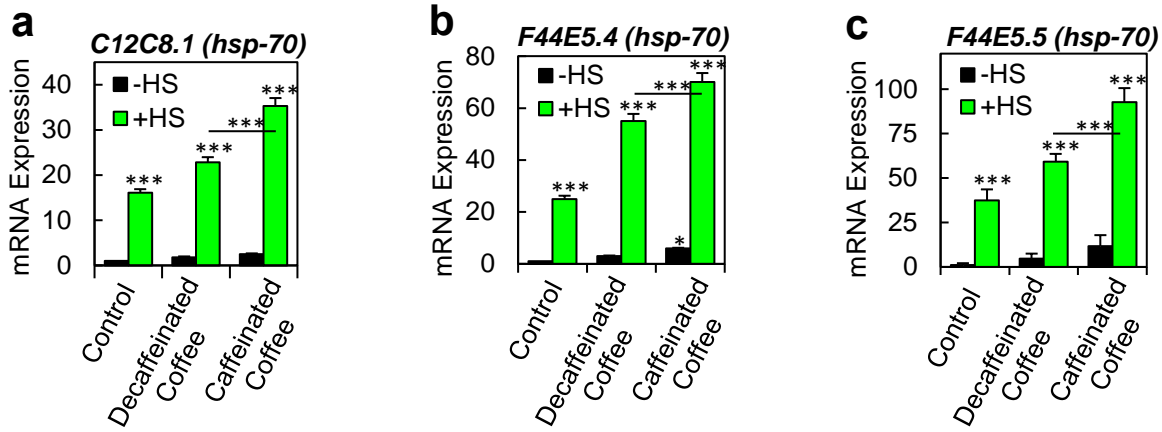 a
C12C8.1 (hsp-70)
mRNA Expression
40
30
20
10
0
-HS
+HS
***
***
***
***
Control
Decaffeinated
Coffee
Caffeinated
Coffee
b
F44E5.4 (hsp-70)
mRNA Expression
80
60
40
20
0
-HS
+HS
***
***
***
*
***
Control
Decaffeinated
Coffee
Caffeinated
Coffee
c
F44E5.5 (hsp-70)
mRNA Expression
100
75
50
25
0
-HS
+HS
***
***
***
***
Control
Decaffeinated
Coffee
Caffeinated
Coffee